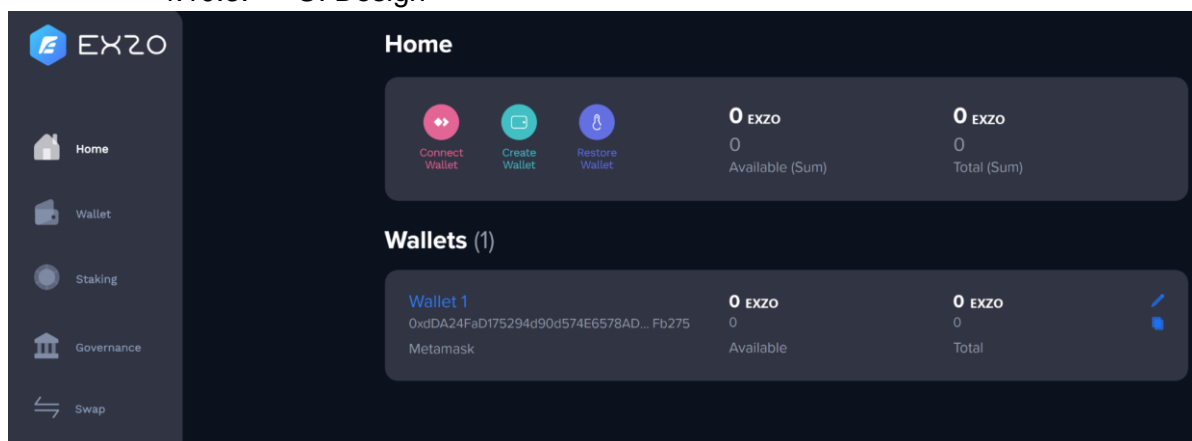 UI Design
EXZO
Home
Wallet
Staking
Governance
Swap
Home
Connect
Wallet
Create
Wallet
Restore
Wallet
0 EXZO
0
Available (Sum)
0 EXZO
0
Total (Sum)
Wallets (1)
Wallet 1
0xdDA24FaD175294d90d574E6578AD... Fb275
Metamask
0 EXZO
0
Available
0 EXZO
0
Total